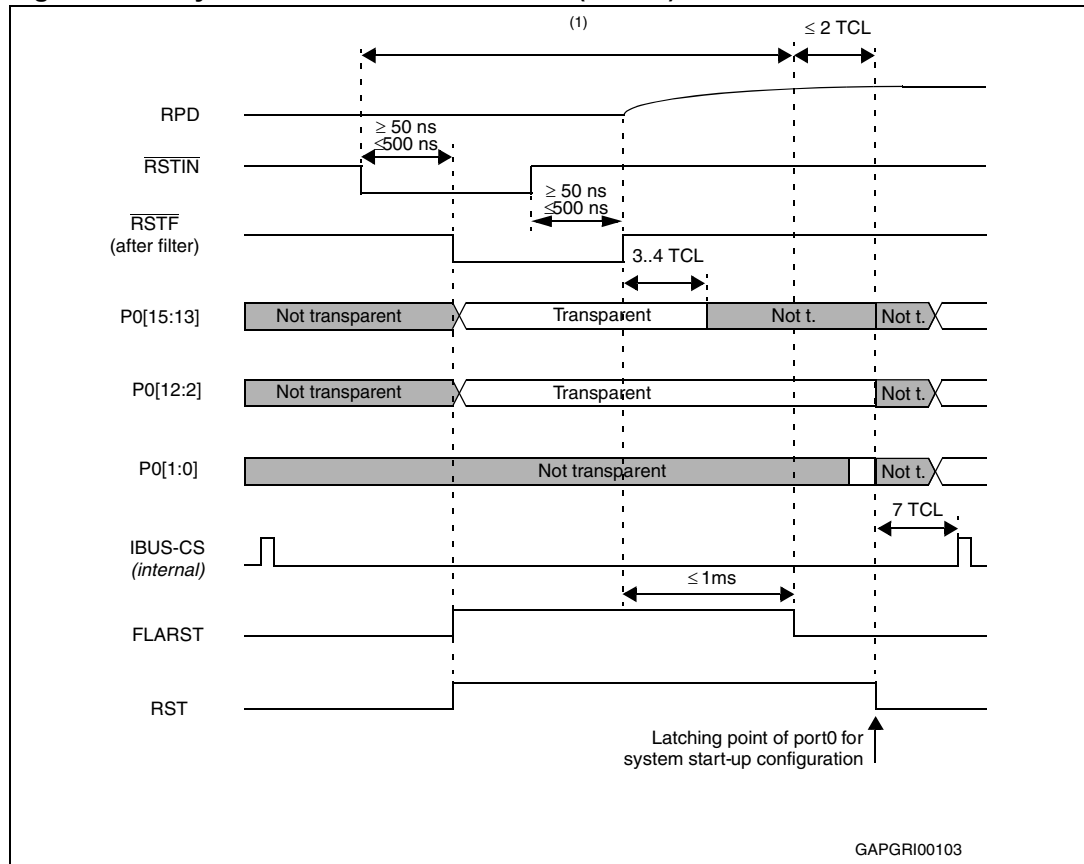 (1)
≤ 2 TCL
RPD
≥ 50 ns
≤500 ns
RSTIN
≥ 50 ns
≤500 ns
RSTF
(after filter)
3..4 TCL
P0[15:13]
Not transparent
Transparent
Not t.
Not t.
P0[12:2]
Not transparent
Transparent
Not t.
P0[1:0]
Not transparent
Not t.
7 TCL
IBUS-CS
(internal)
≤ 1ms
FLARST
RST
Latching point of port0 for
system start-up configuration
GAPGRI00103